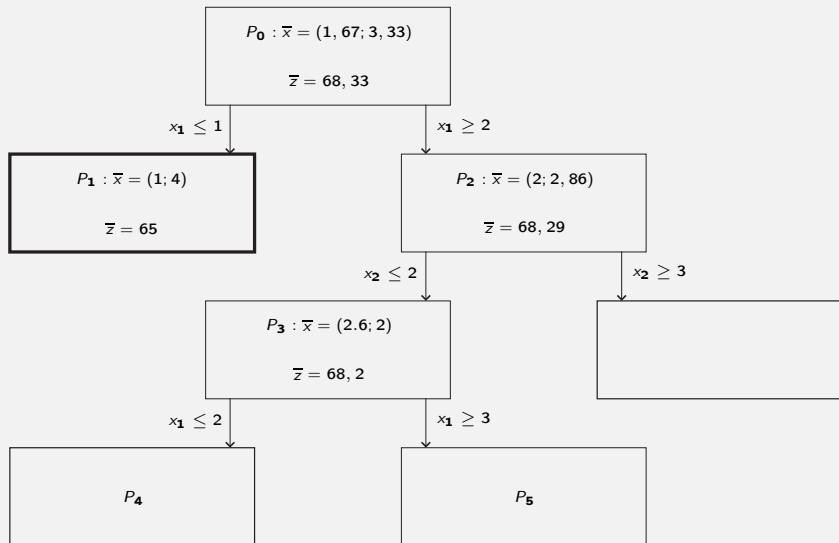 P₀ : x̅ = (1, 67; 3, 33)
z̅ = 68, 33
x₁ ≤ 1
x₁ ≥ 2
P₁ : x̅ = (1; 4)
z̅ = 65
P₂ : x̅ = (2; 2, 86)
z̅ = 68, 29
x₂ ≤ 2
x₂ ≥ 3
P₃ : x̅ = (2.6; 2)
z̅ = 68, 2
x₁ ≤ 2
x₁ ≥ 3
P₄
P₅